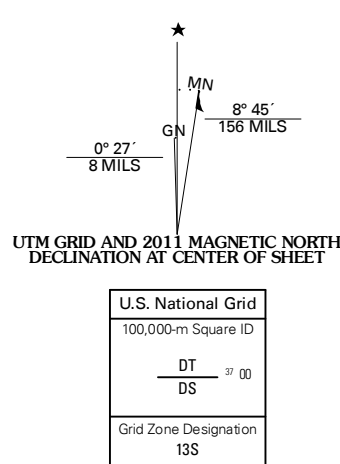 MN
GN
8° 45´
156 MILS
0° 27´
8 MILS
UTM GRID AND 2011 MAGNETIC NORTH
DECLINATION AT CENTER OF SHEET
U.S. National Grid
100,000-m Square ID
DT
37 00
DS
Grid Zone Designation
13S